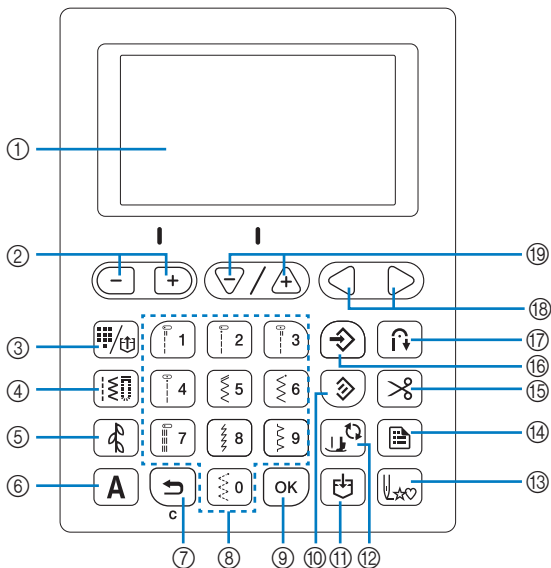 ①
② − + − / + ⑲
⑱
③ 1 2 3 ⑰
⑯
④ 4 5 6 ⑮
⑤ 7 8 9 ⑭
⑥ A 0 OK ⑬
C
⑦ ⑧ ⑨ ⑩ ⑪ ⑫